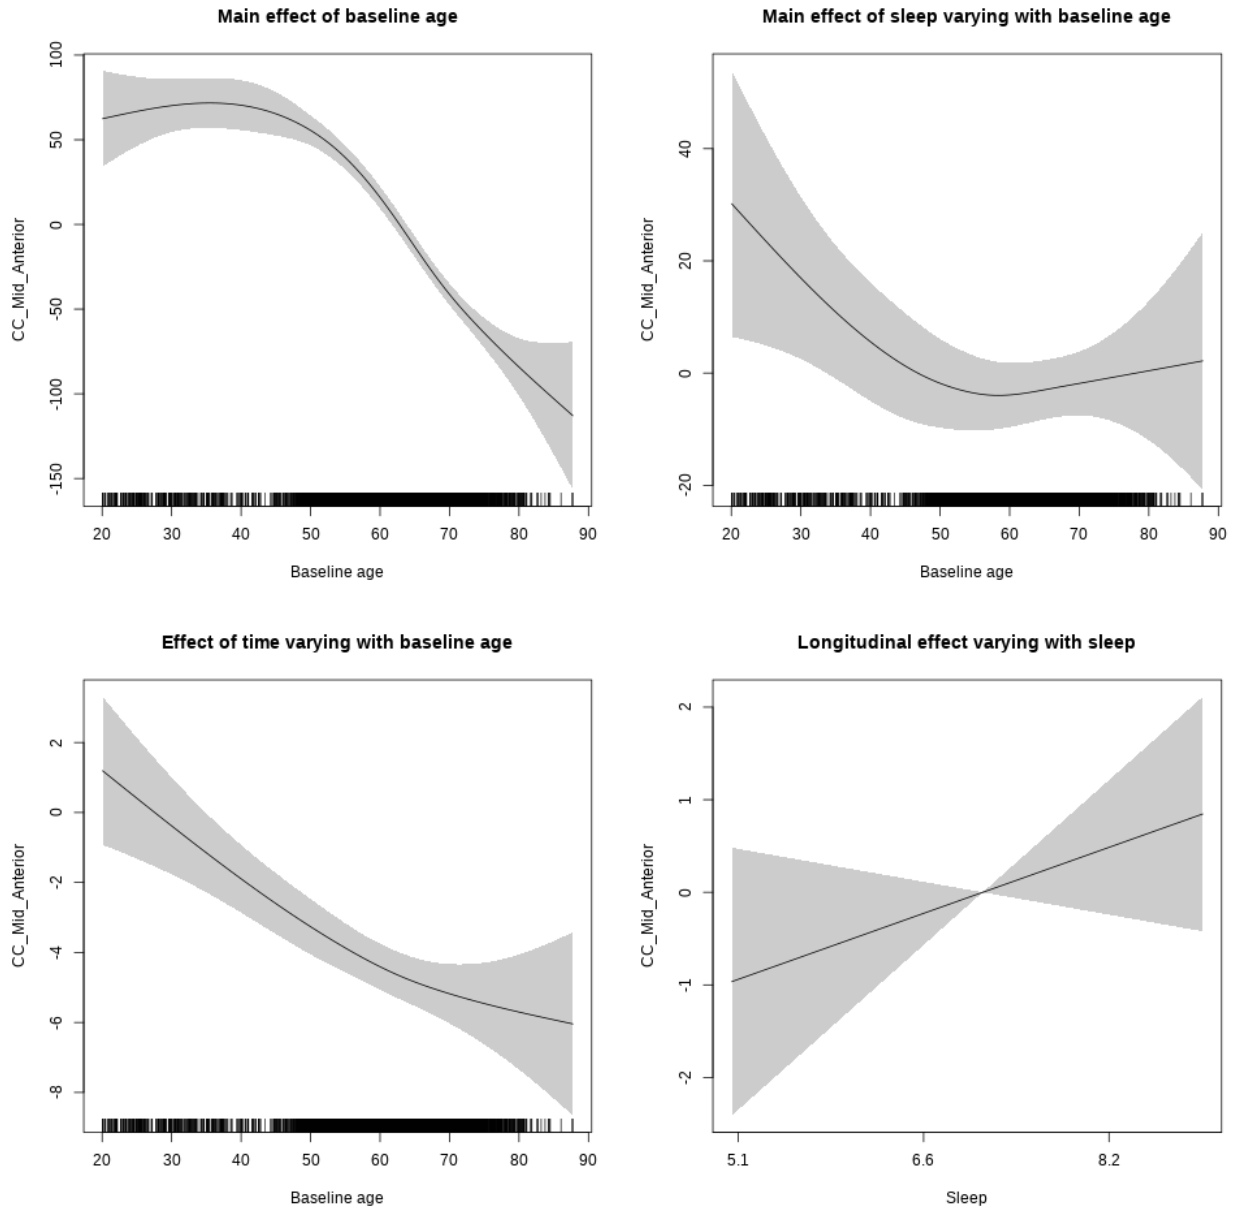 Main effect of baseline age
CC_Mid_Anterior
100
50
0
-50
-100
-150
20 30 40 50 60 70 80 90
Baseline age
Main effect of sleep varying with baseline age
CC_Mid_Anterior
40
20
0
-20
20 30 40 50 60 70 80 90
Baseline age
Effect of time varying with baseline age
CC_Mid_Anterior
2
0
-2
-4
-6
-8
20 30 40 50 60 70 80 90
Baseline age
Longitudinal effect varying with sleep
CC_Mid_Anterior
2
1
0
-1
-2
5.1 6.6 8.2
Sleep